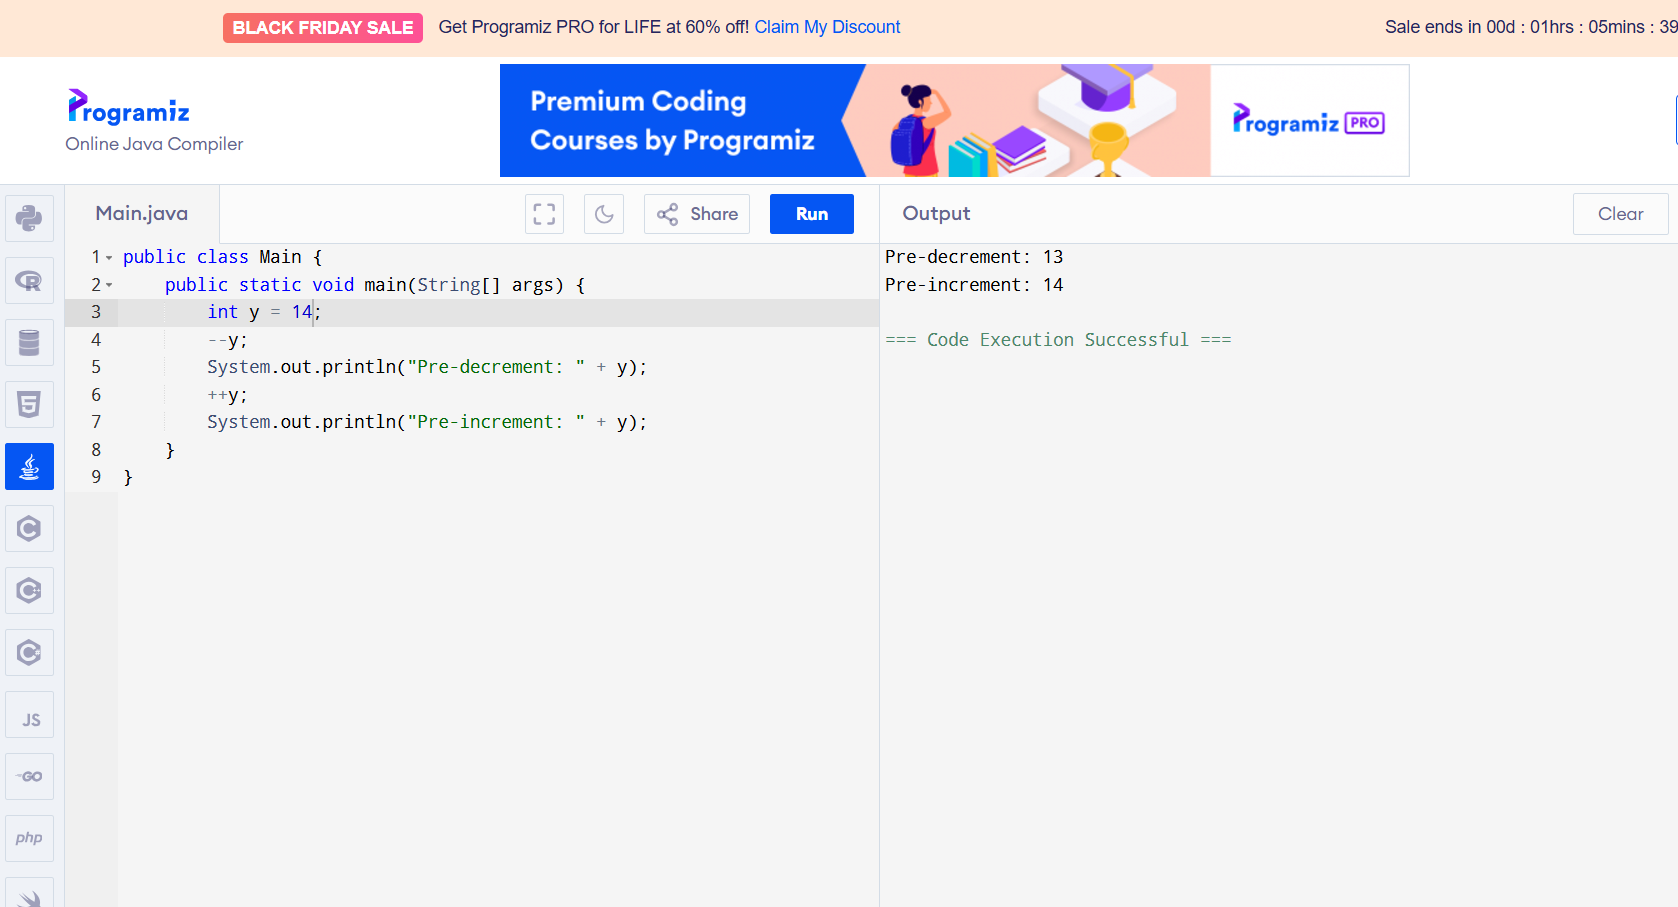 BLACK FRIDAY SALE Get Programiz PRO for LIFE at 60% off! Claim My Discount Sale ends in 00d : 01hrs : 05mins : 39
Programiz
Online Java Compiler
Premium Coding
Courses by Programiz
Programiz PRO
Main.java
Share
Run
Output
Clear
1 public class Main {
2     public static void main(String[] args) {
3         int y = 14;
4         --y;
5         System.out.println("Pre-decrement: " + y);
6         ++y;
7         System.out.println("Pre-increment: " + y);
8     }
9 }
Pre-decrement: 13
Pre-increment: 14
=== Code Execution Successful ===
R
5
C
C++
C
JS
GO
php